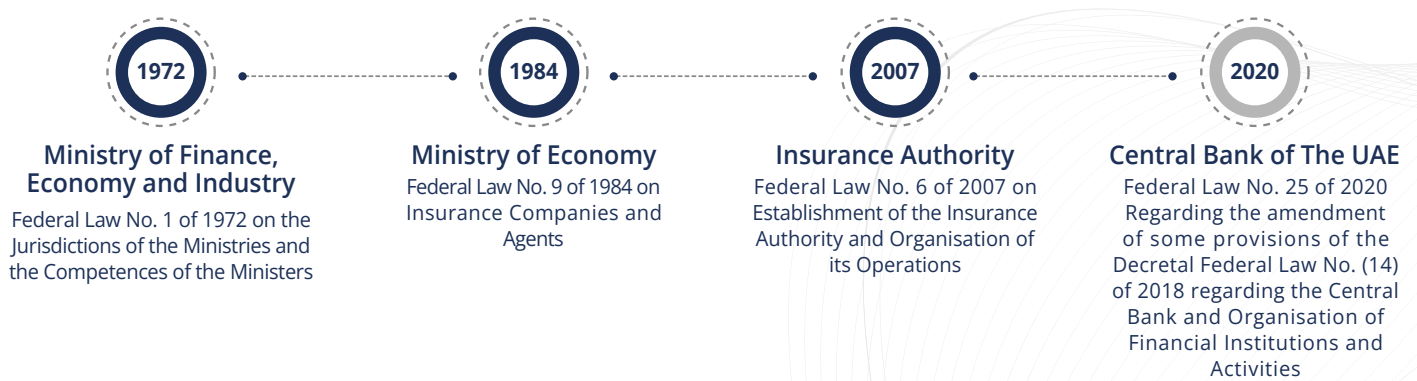 1972
Ministry of Finance,
Economy and Industry
Federal Law No. 1 of 1972 on the
Jurisdictions of the Ministries and
the Competences of the Ministers
1984
Ministry of Economy
Federal Law No. 9 of 1984 on
Insurance Companies and
Agents
2007
Insurance Authority
Federal Law No. 6 of 2007 on
Establishment of the Insurance
Authority and Organisation of
its Operations
2020
Central Bank of The UAE
Federal Law No. 25 of 2020
Regarding the amendment
of some provisions of the
Decretal Federal Law No. (14)
of 2018 regarding the Central
Bank and Organisation of
Financial Institutions and
Activities